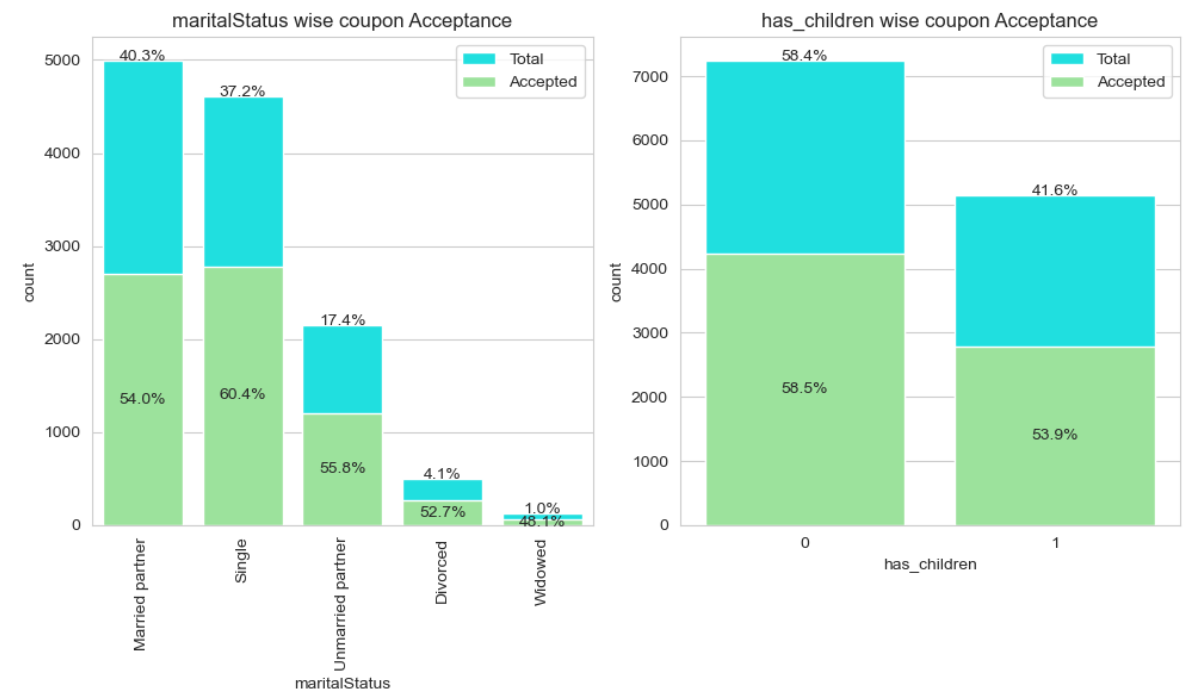 maritalStatus wise coupon Acceptance
Total
Accepted
count
5000
4000
3000
2000
1000
0
40.3%
37.2%
17.4%
4.1%
1.0%
54.0%
60.4%
55.8%
52.7%
48.1%
Married partner
Single
Unmarried partner
Divorced
Widowed
maritalStatus
has_children wise coupon Acceptance
Total
Accepted
count
7000
6000
5000
4000
3000
2000
1000
0
58.4%
41.6%
58.5%
53.9%
0
1
has_children